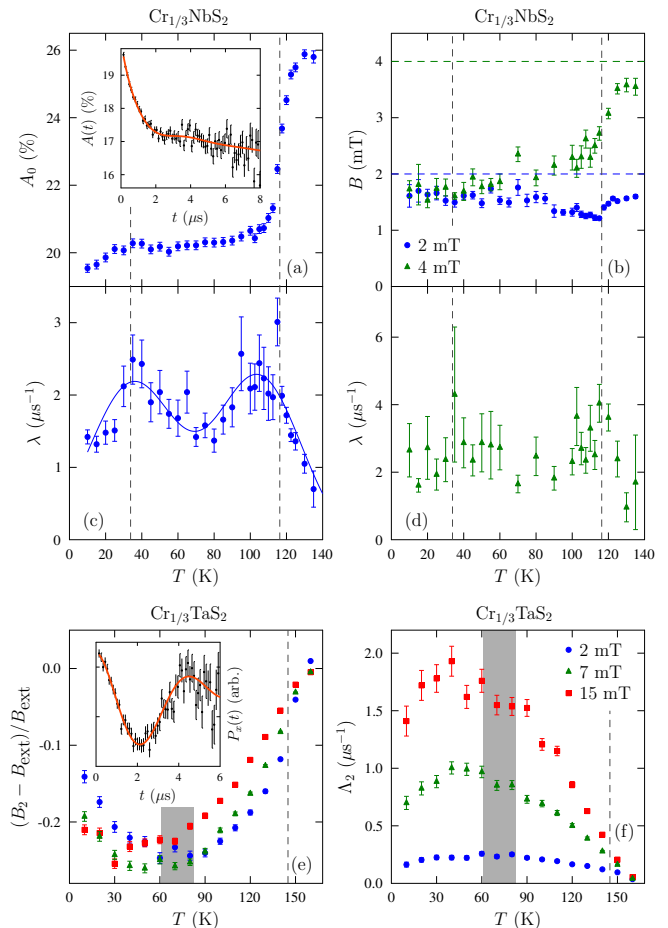 Cr1/3NbS2
Cr1/3NbS2
26
24
22
20
A0 (%)
19
18
17
16
A(t) (%)
0 2 4 6 8
t (μs)
(a)
5
4
3
2
1
0
B (mT)
2 mT
4 mT
(b)
3
2
1
0
λ (μs−1)
(c)
0 20 40 60 80 100 120 140
T (K)
6
4
2
0
λ (μs−1)
(d)
0 20 40 60 80 100 120 140
T (K)
Cr1/3TaS2
Cr1/3TaS2
0.0
-0.1
-0.2
(B2 − Bext)/Bext
Px(t) (arb.)
0 2 4 6
t (μs)
(e)
0 30 60 90 120 150
T (K)
2.0
1.5
1.0
0.5
0.0
Λ2 (μs−1)
2 mT
7 mT
15 mT
(f)
0 30 60 90 120 150
T (K)